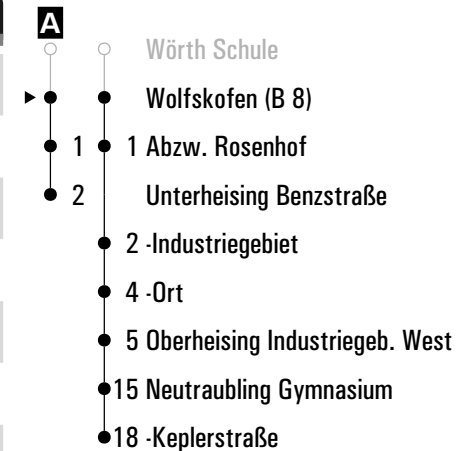 A
Wörth Schule
Wolfskofen (B 8)
1 1 Abzw. Rosenhof
2 Unterheising Benzstraße
2 -Industriegebiet
4 -Ort
5 Oberheising Industriegeb. West
15 Neutraubling Gymnasium
18 -Keplerstraße